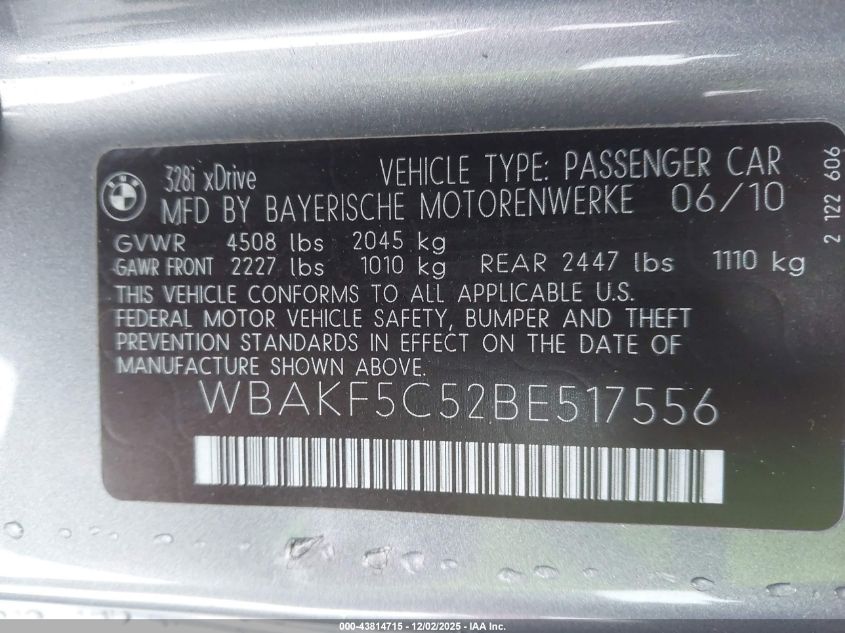 BMW
328i xDrive VEHICLE TYPE: PASSENGER CAR
MFD BY BAYERISCHE MOTORENWERKE 06/10
GVWR 4508 lbs 2045 kg
GAWR FRONT 2227 lbs 1010 kg REAR 2447 lbs 1110 kg
THIS VEHICLE CONFORMS TO ALL APPLICABLE U.S.
FEDERAL MOTOR VEHICLE SAFETY, BUMPER AND THEFT
PREVENTION STANDARDS IN EFFECT ON THE DATE OF
MANUFACTURE SHOWN ABOVE.
WBAKF5C52BE517556
2 122 606
000-43814715 - 12/02/2025 - IAA Inc.